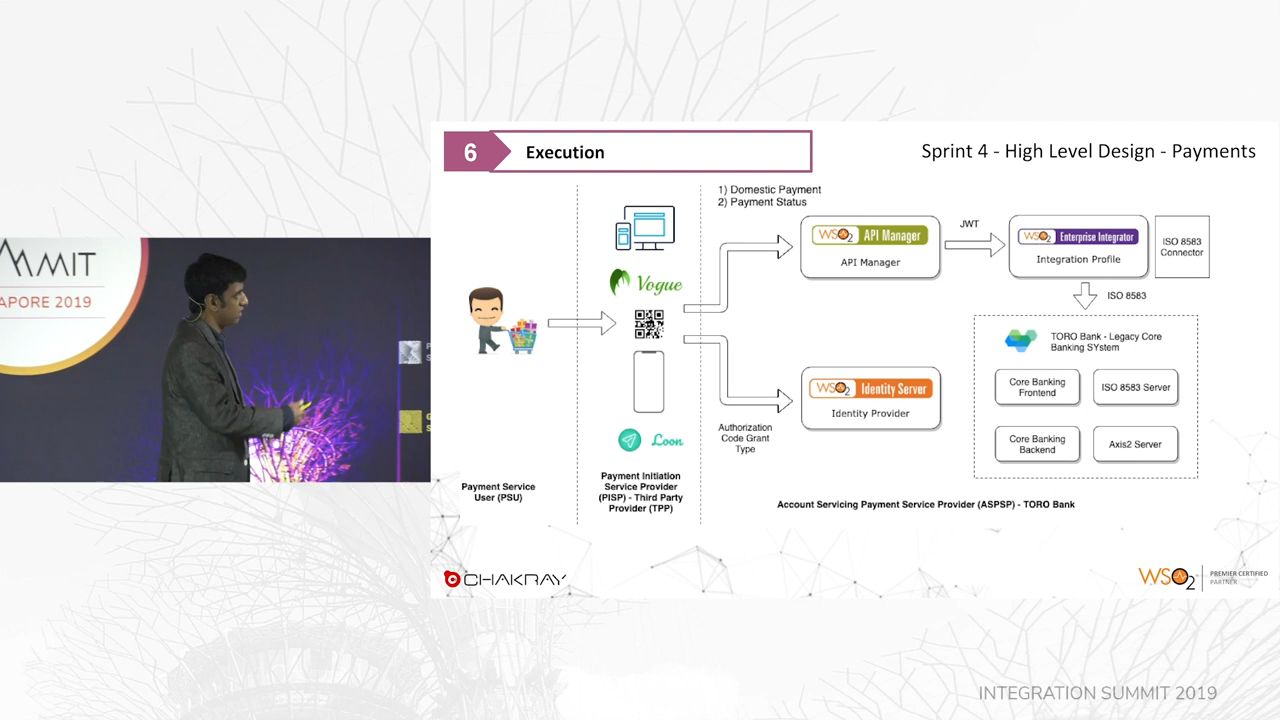 MMIT
APORE 2019
6
Execution
Sprint 4 - High Level Design - Payments
1) Domestic Payment
2) Payment Status
WSO2 API Manager
API Manager
JWT
WSO2 Enterprise Integrator
Integration Profile
ISO 8583
Connector
ISO 8583
Vogue
TORO Bank - Legacy Core
Banking SYstem
Core Banking
Frontend
ISO 8583 Server
Core Banking
Backend
Axis2 Server
WSO2 Identity Server
Identity Provider
Authorization
Code Grant
Type
Loon
Payment Service
User (PSU)
Payment Initiation
Service Provider
(PISP) - Third Party
Provider (TPP)
Account Servicing Payment Service Provider (ASPSP) - TORO Bank
CHAKRAY
WSO2
PREMIER CERTIFIED
PARTNER
INTEGRATION SUMMIT 2019